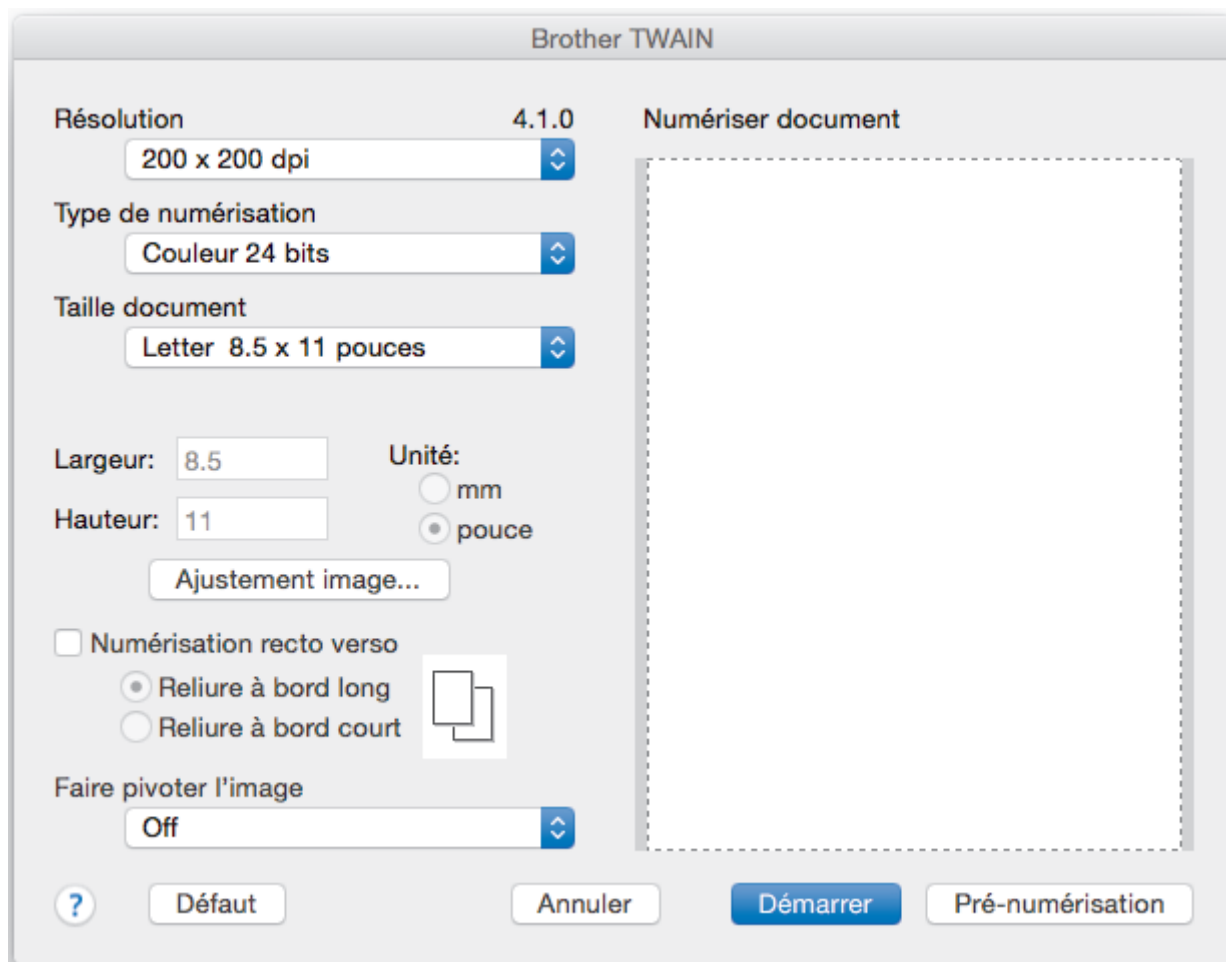 Brother TWAIN
Résolution 4.1.0
200 x 200 dpi
Type de numérisation
Couleur 24 bits
Taille document
Letter 8.5 x 11 pouces
Largeur: 8.5
Hauteur: 11
Unité:
mm
pouce
Ajustement image...
Numérisation recto verso
Reliure à bord long
Reliure à bord court
Faire pivoter l'image
Off
Numériser document
? Défaut Annuler Démarrer Pré-numérisation